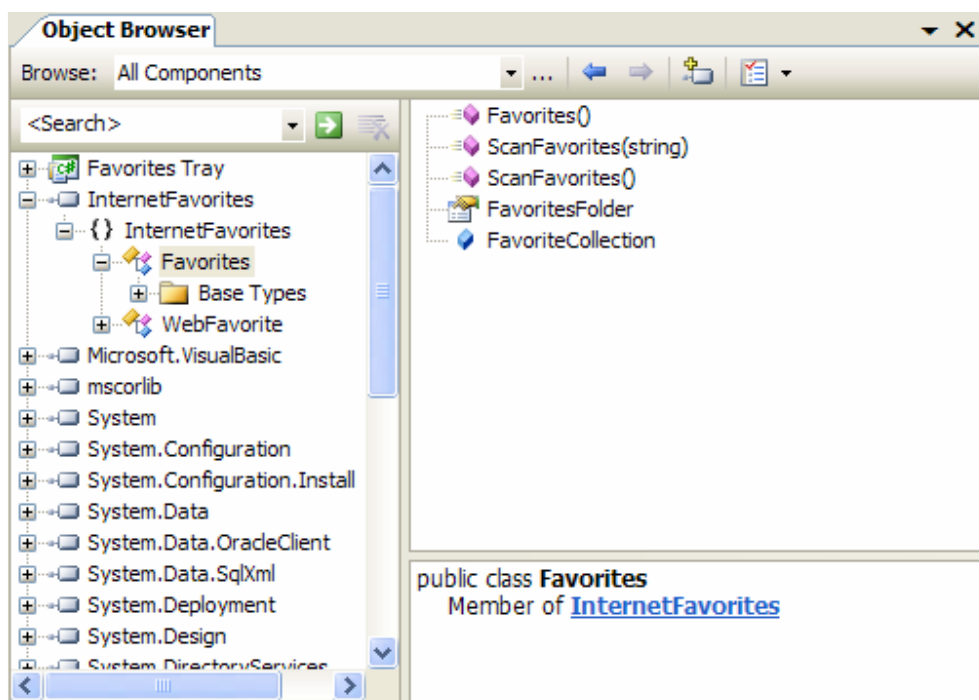 Object Browser
Browse: All Components
...
<Search>
Favorites Tray
InternetFavorites
{} InternetFavorites
Favorites
Base Types
WebFavorite
Microsoft.VisualBasic
mscorlib
System
System.Configuration
System.Configuration.Install
System.Data
System.Data.OracleClient
System.Data.SqlXml
System.Deployment
System.Design
System.DirectoryServices
Favorites()
ScanFavorites(string)
ScanFavorites()
FavoritesFolder
FavoriteCollection
public class Favorites
Member of InternetFavorites